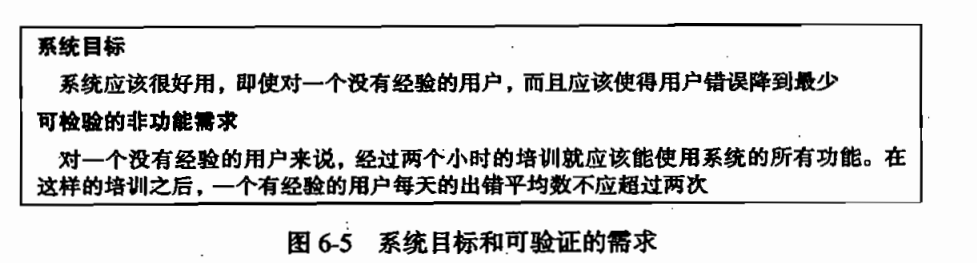 系统目标
系统应该很好用，即使对一个没有经验的用户，而且应该使得用户错误降到最少
可检验的非功能需求
对一个没有经验的用户来说，经过两个小时的培训就应该能使用系统的所有功能。在
这样的培训之后，一个有经验的用户每天的出错平均数不应超过两次
图 6-5 系统目标和可验证的需求